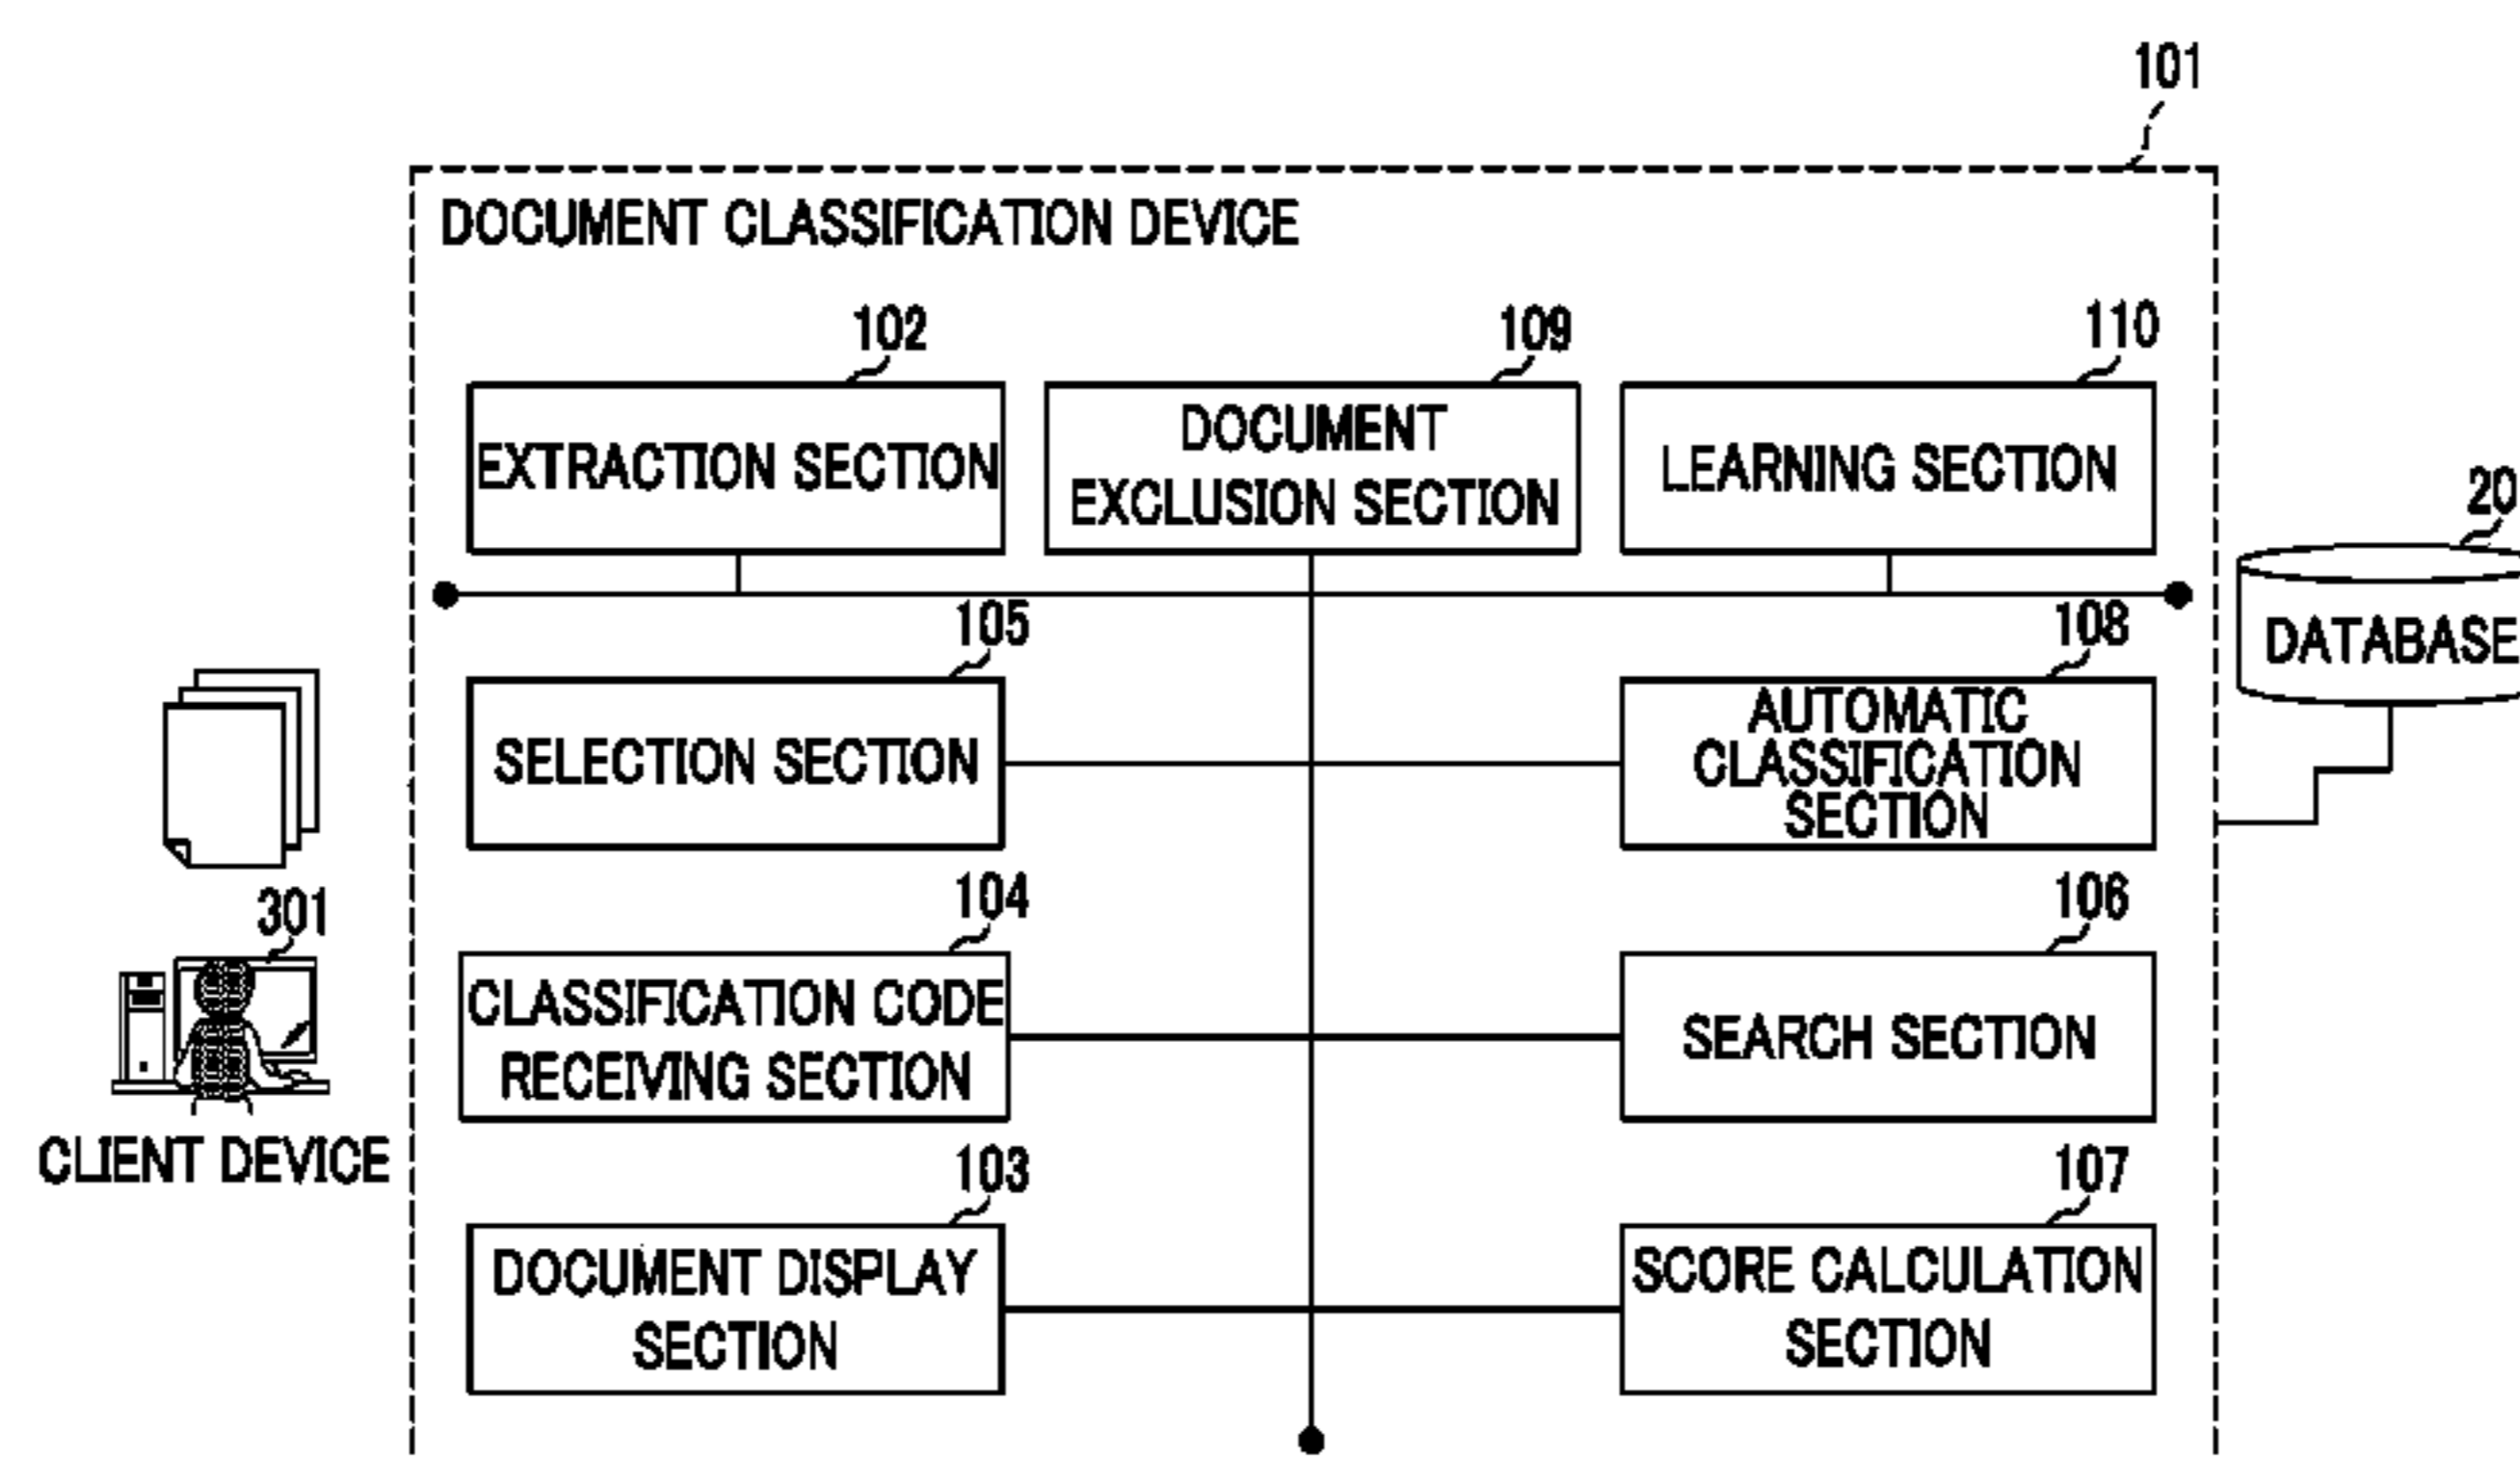 101
DOCUMENT CLASSIFICATION DEVICE
102
109
110
EXTRACTION SECTION
DOCUMENT
EXCLUSION SECTION
LEARNING SECTION
20
DATABASE
105
108
SELECTION SECTION
AUTOMATIC
CLASSIFICATION
SECTION
301
CLIENT DEVICE
104
106
CLASSIFICATION CODE
RECEIVING SECTION
SEARCH SECTION
103
107
DOCUMENT DISPLAY
SECTION
SCORE CALCULATION
SECTION